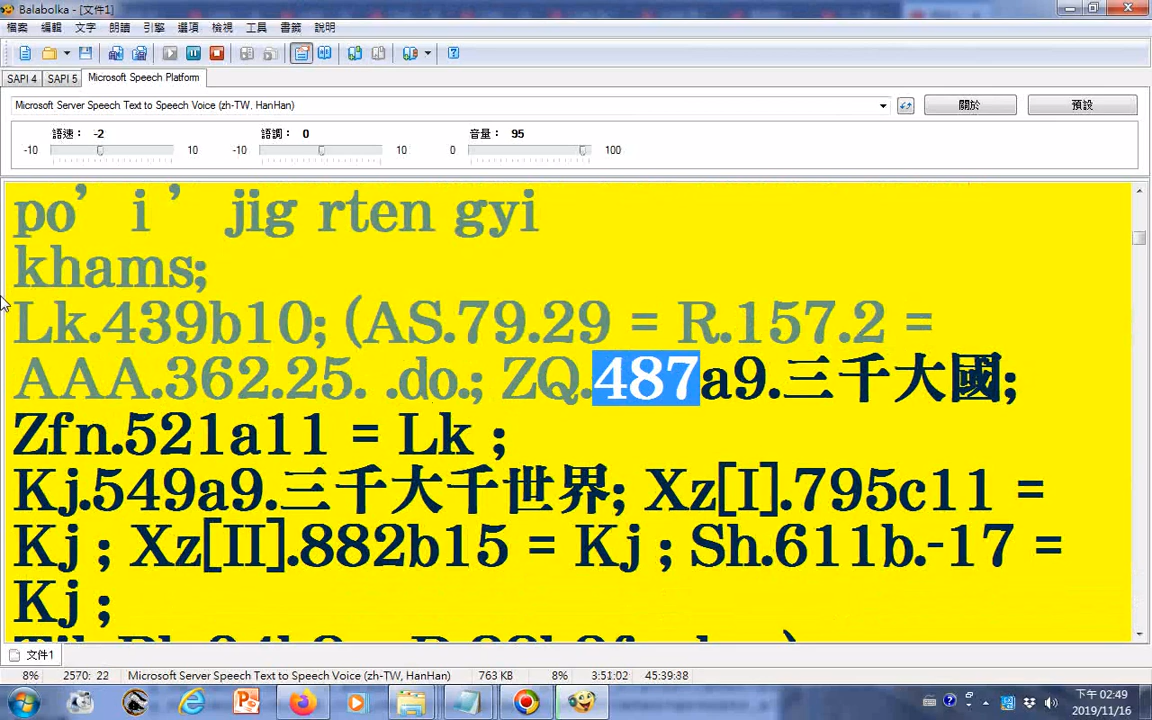 Balabolka - [文件1]
檔案 編輯 文字 朗讀 引擎 選項 檢視 工具 書籤 說明
SAPI 4 SAPI 5 Microsoft Speech Platform
Microsoft Server Speech Text to Speech Voice (zh-TW, HanHan) 關於 預設
語速： -2 語調： 0 音量： 95
-10 10 -10 10 0 100
po’ i ’ jig rten gyi
khams;
Lk.439b10; (AS.79.29 = R.157.2 =
AAA.362.25. .do.; ZQ.487a9.三千大國;
Zfn.521a11 = Lk ;
Kj.549a9.三千大千世界; Xz[I].795c11 =
Kj ; Xz[II].882b15 = Kj ; Sh.611b.-17 =
Kj ;
文件1
8% 2570: 22 Microsoft Server Speech Text to Speech Voice (zh-TW, HanHan) 763 KB 8% 3:51:02 45:39:38
下午 02:49
2019/11/16